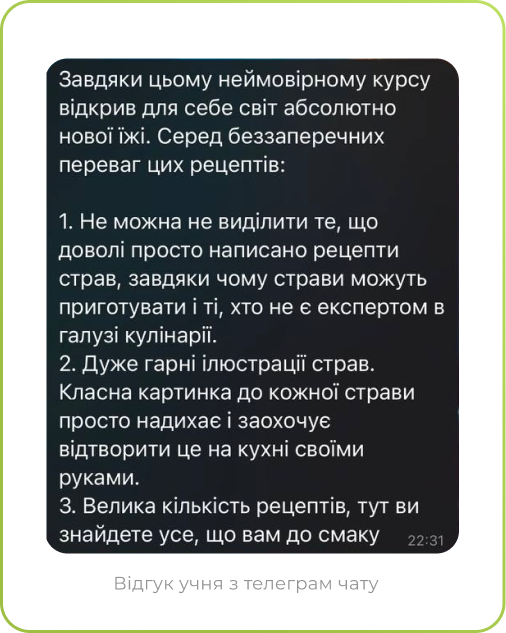 Завдяки цьому неймовірному курсу
відкрив для себе світ абсолютно
нової їжі. Серед беззаперечних
переваг цих рецептів:
1. Не можна не виділити те, що
доволі просто написано рецепти
страв, завдяки чому страви можуть
приготувати і ті, хто не є експертом в
галузі кулінарії.
2. Дуже гарні ілюстрації страв.
Класна картинка до кожної страви
просто надихає і заохочує
відтворити це на кухні своїми
руками.
3. Велика кількість рецептів, тут ви
знайдете усе, що вам до смаку
22:31
Відгук учня з телеграм чату